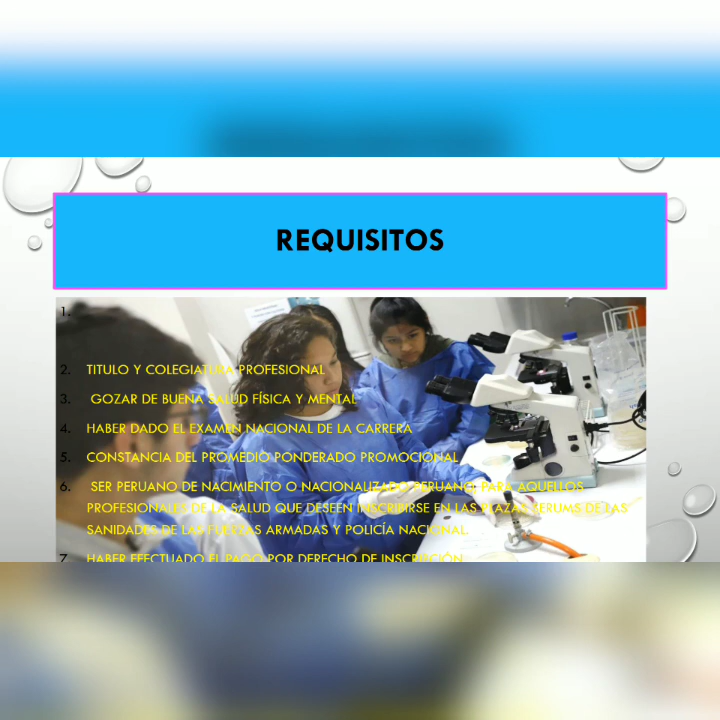 REQUISITOS
1.
2. TITULO Y COLEGIATURA PROFESIONAL
3. GOZAR DE BUENA SALUD FÍSICA Y MENTAL
4. HABER DADO EL EXAMEN NACIONAL DE LA CARRERA
5. CONSTANCIA DEL PROMEDIO PONDERADO PROMOCIONAL
6. SER PERUANO DE NACIMIENTO O NACIONALIZADO PERUANO; PARA AQUELLOS
PROFESIONALES DE LA SALUD QUE DESEEN INSCRIBIRSE EN LAS PLAZAS SERUMS DE LAS
SANIDADES DE LAS FUERZAS ARMADAS Y POLICÍA NACIONAL.
7. HABER EFECTUADO EL PAGO POR DERECHO DE INSCRIPCIÓN